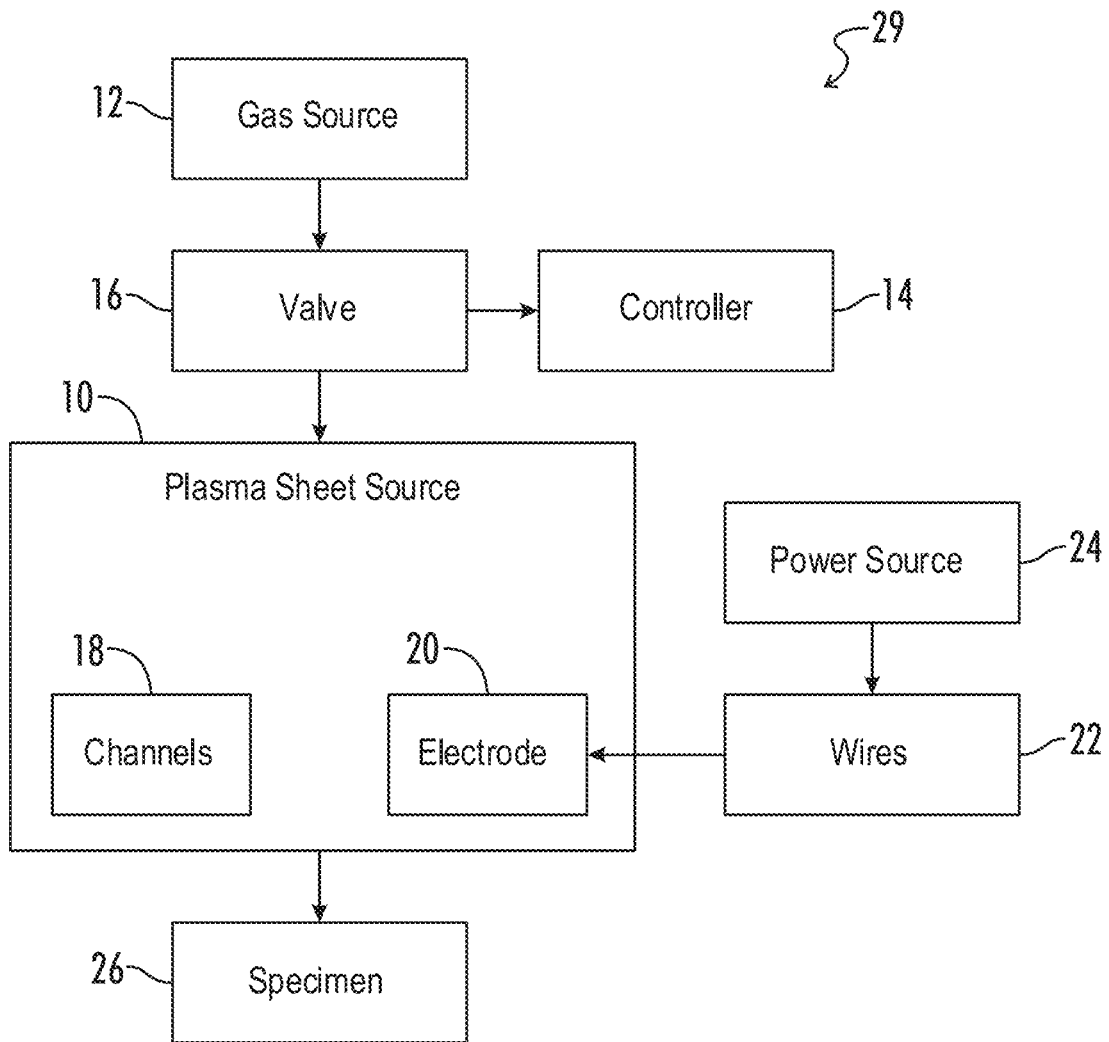 29
12
Gas Source
16
Valve
Controller
14
10
Plasma Sheet Source
Power Source
24
18
20
Channels
Electrode
Wires
22
26
Specimen